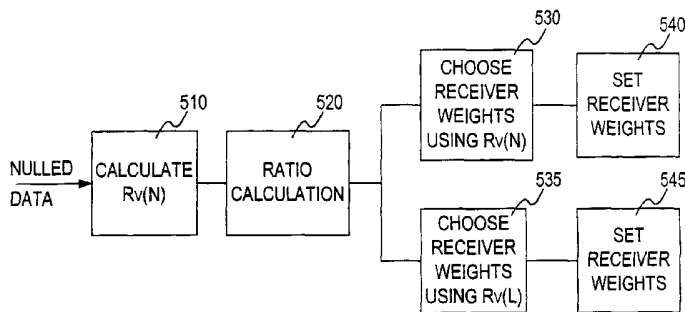 NULLED
DATA
510
CALCULATE
Rv(N)
520
RATIO
CALCULATION
530
CHOOSE
RECEIVER
WEIGHTS
USING Rv(N)
540
SET
RECEIVER
WEIGHTS
535
CHOOSE
RECEIVER
WEIGHTS
USING Rv(L)
545
SET
RECEIVER
WEIGHTS